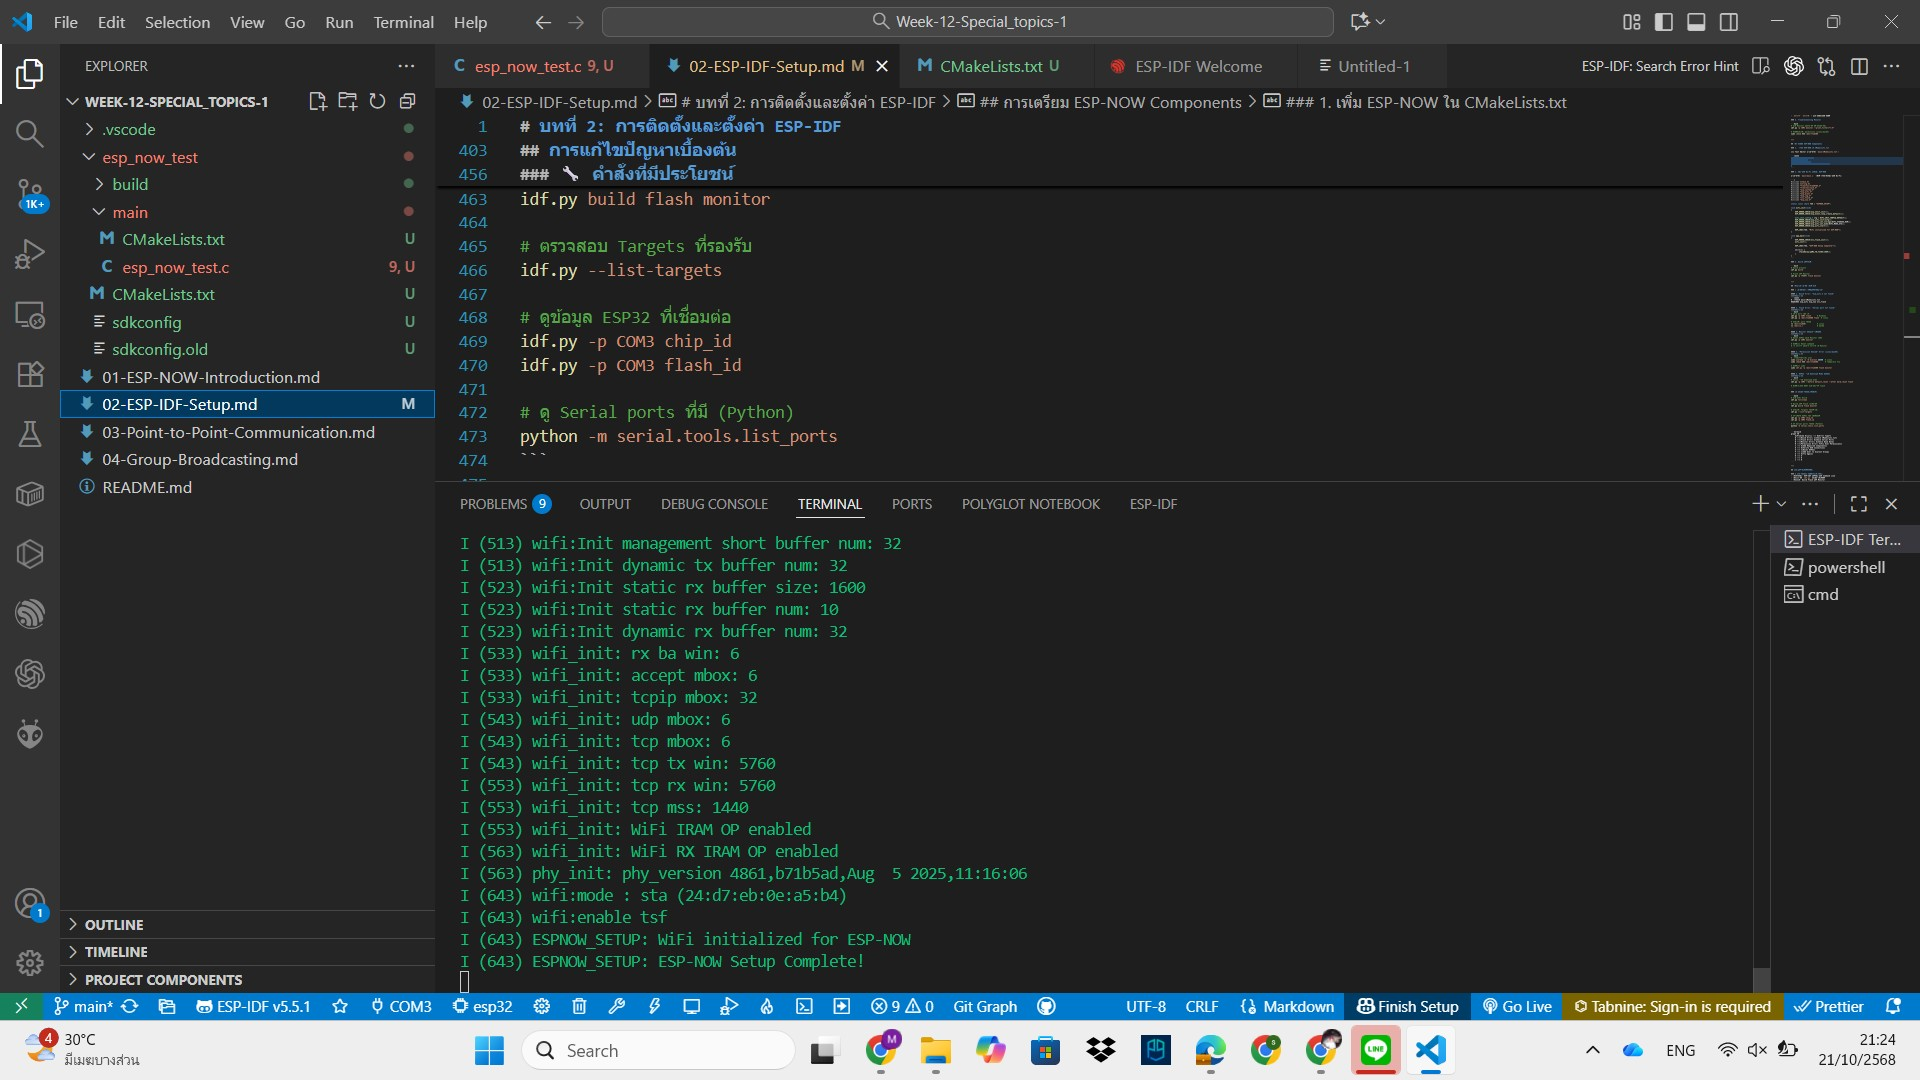 File Edit Selection View Go Run Terminal Help
Week-12-Special_topics-1
EXPLORER
WEEK-12-SPECIAL_TOPICS-1
.vscode
esp_now_test
build
main
CMakeLists.txt U
esp_now_test.c 9, U
CMakeLists.txt U
sdkconfig U
sdkconfig.old U
01-ESP-NOW-Introduction.md
02-ESP-IDF-Setup.md M
03-Point-to-Point-Communication.md
04-Group-Broadcasting.md
README.md
OUTLINE
TIMELINE
PROJECT COMPONENTS
1K+
1
esp_now_test.c 9, U
02-ESP-IDF-Setup.md M
CMakeLists.txt U
ESP-IDF Welcome
Untitled-1
ESP-IDF: Search Error Hint
02-ESP-IDF-Setup.md > # บทที่ 2: การติดตั้งและตั้งค่า ESP-IDF > ## การเตรียม ESP-NOW Components > ### 1. เพิ่ม ESP-NOW ใน CMakeLists.txt
1 # บทที่ 2: การติดตั้งและตั้งค่า ESP-IDF
403 ## การแก้ไขปัญหาเบื้องต้น
456 ### 🔧 คำสั่งที่มีประโยชน์
463 idf.py build flash monitor
464
465 # ตรวจสอบ Targets ที่รองรับ
466 idf.py --list-targets
467
468 # ดูข้อมูล ESP32 ที่เชื่อมต่อ
469 idf.py -p COM3 chip_id
470 idf.py -p COM3 flash_id
471
472 # ดู Serial ports ที่มี (Python)
473 python -m serial.tools.list_ports
474 ```
PROBLEMS 9 OUTPUT DEBUG CONSOLE TERMINAL PORTS POLYGLOT NOTEBOOK ESP-IDF
I (513) wifi:Init management short buffer num: 32
I (513) wifi:Init dynamic tx buffer num: 32
I (523) wifi:Init static rx buffer size: 1600
I (523) wifi:Init static rx buffer num: 10
I (523) wifi:Init dynamic rx buffer num: 32
I (533) wifi_init: rx ba win: 6
I (533) wifi_init: accept mbox: 6
I (533) wifi_init: tcpip mbox: 32
I (543) wifi_init: udp mbox: 6
I (543) wifi_init: tcp mbox: 6
I (543) wifi_init: tcp tx win: 5760
I (553) wifi_init: tcp rx win: 5760
I (553) wifi_init: tcp mss: 1440
I (553) wifi_init: WiFi IRAM OP enabled
I (563) wifi_init: WiFi RX IRAM OP enabled
I (563) phy_init: phy_version 4861,b71b5ad,Aug  5 2025,11:16:06
I (643) wifi:mode : sta (24:d7:eb:0e:a5:b4)
I (643) wifi:enable tsf
I (643) ESPNOW_SETUP: WiFi initialized for ESP-NOW
I (643) ESPNOW_SETUP: ESP-NOW Setup Complete!
ESP-IDF Ter...
powershell
cmd
main* ESP-IDF v5.5.1 COM3 esp32 9 0 Git Graph UTF-8 CRLF Markdown Finish Setup Go Live Tabnine: Sign-in is required Prettier
4
30°C
มีเมฆบางส่วน
Search
LINE
ENG
21:24
21/10/2568